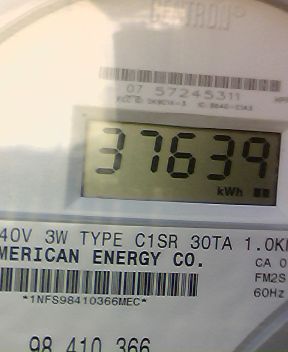 CENTRON®
07 57245311
37639
kWh
40V 3W TYPE C1SR 30TA 1.0K
MERICAN ENERGY CO.
CA 0
FM2S
60Hz
*1NFS98410366MEC*
98 410 366